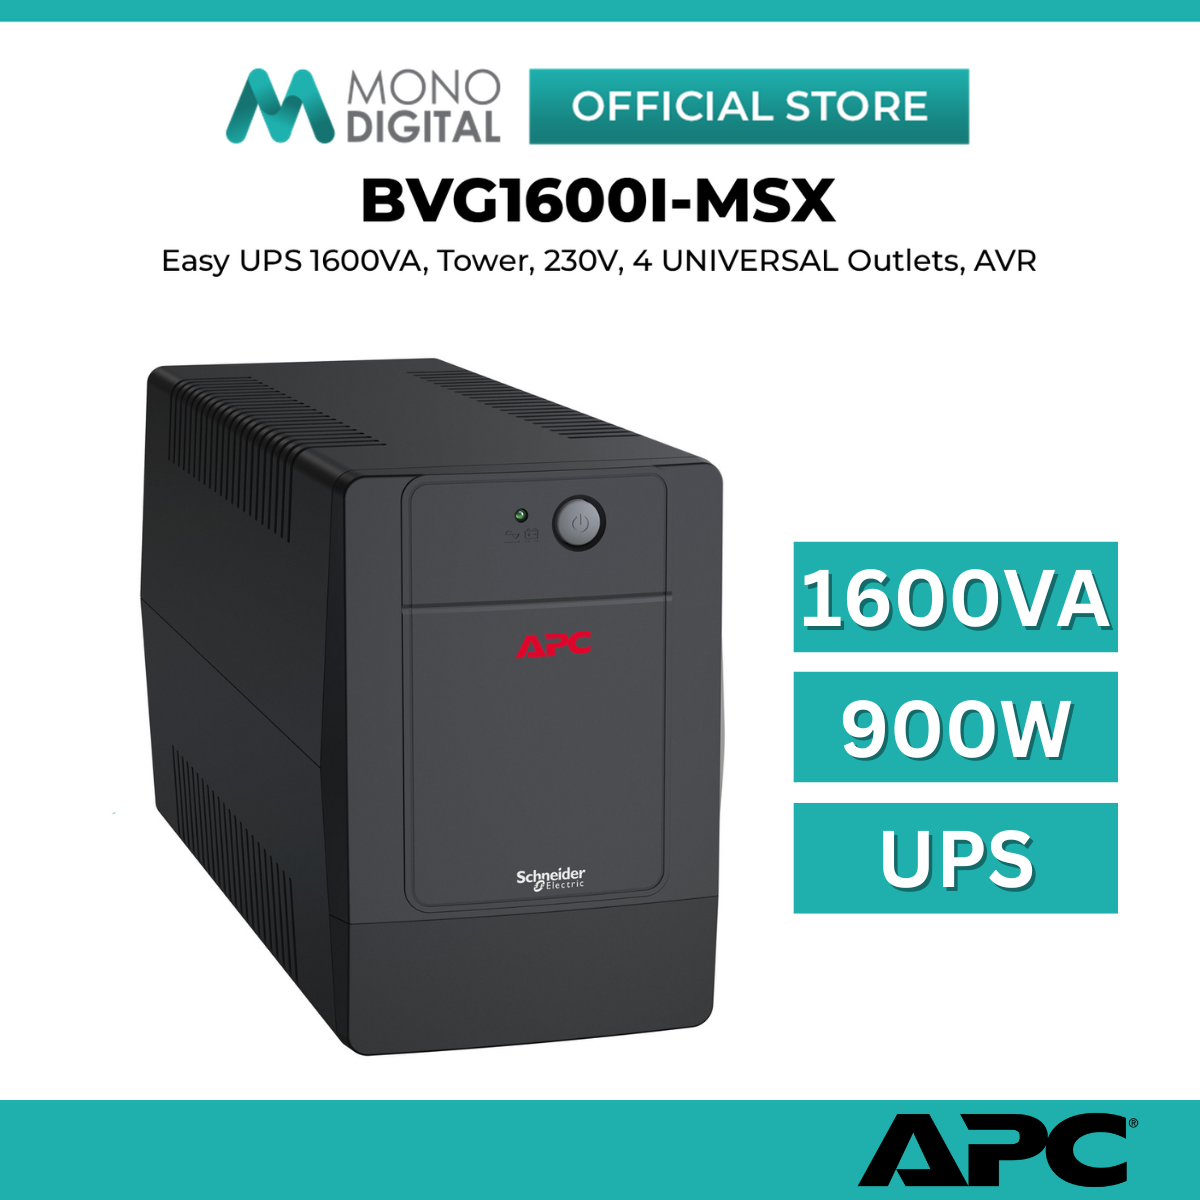 MONO
DIGITAL
OFFICIAL STORE
BVG1600I-MSX
Easy UPS 1600VA, Tower, 230V, 4 UNIVERSAL Outlets, AVR
APC
Schneider
Electric
1600VA
900W
UPS
APC®